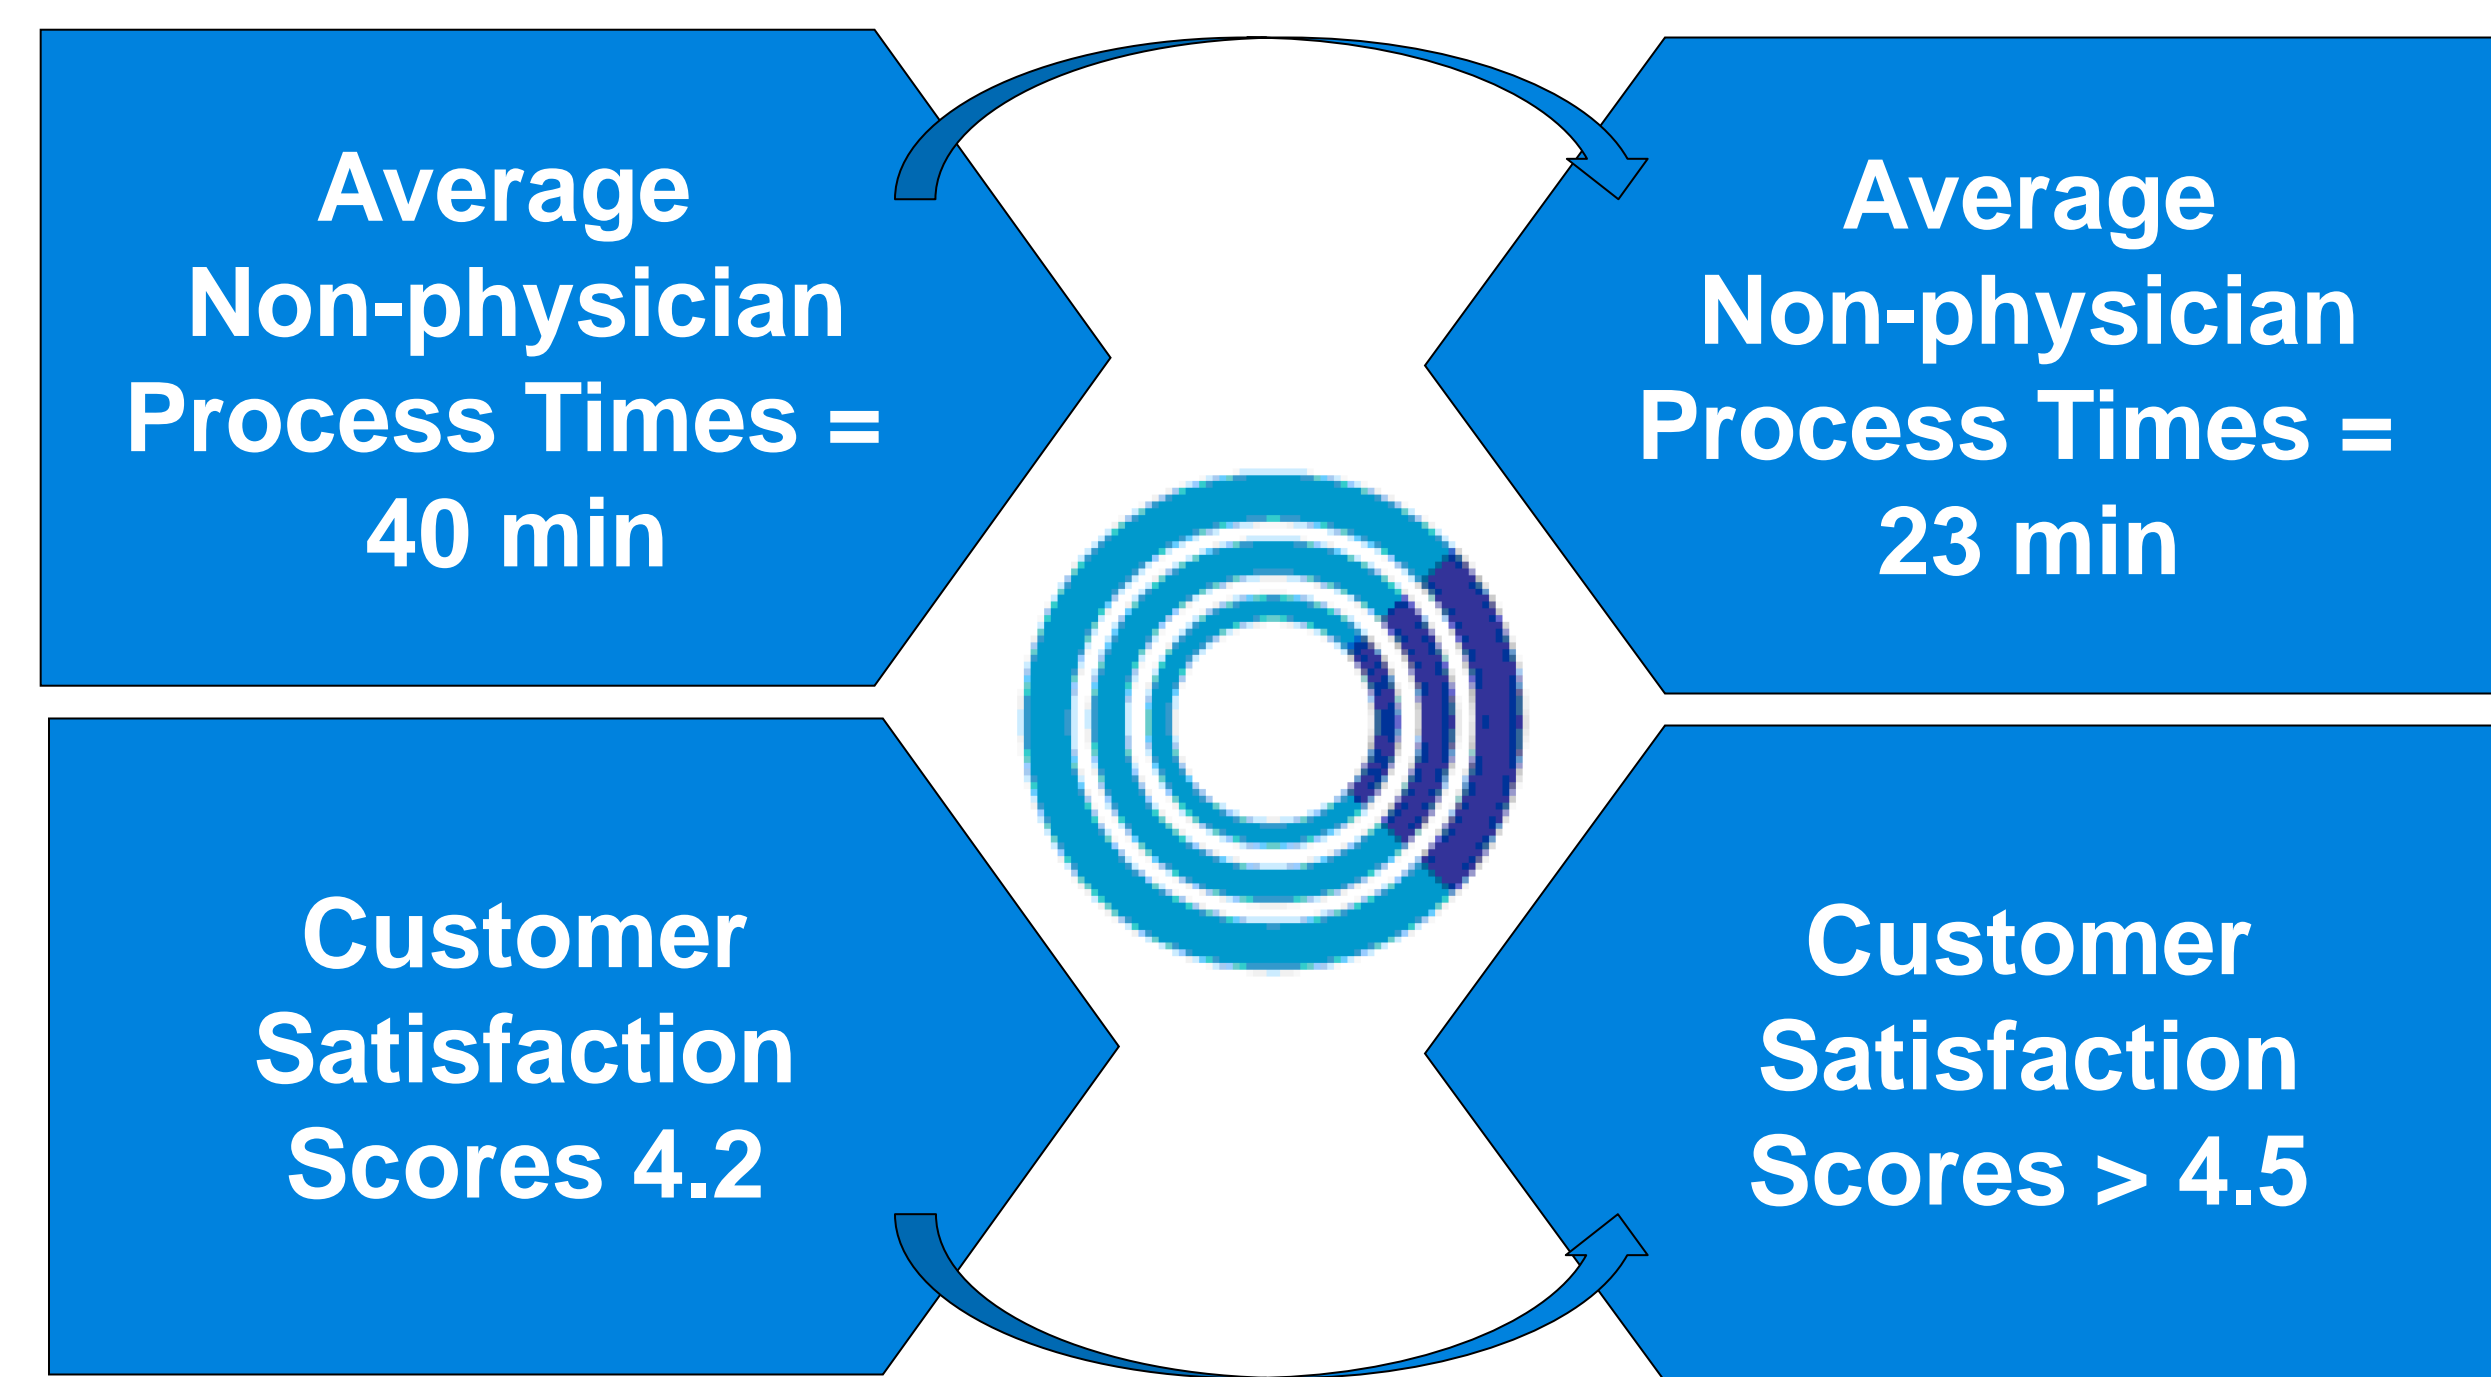 Average
Non-physician
Process Times =
40 min
Average
Non-physician
Process Times =
23 min
Customer
Satisfaction
Scores 4.2
Customer
Satisfaction
Scores > 4.5